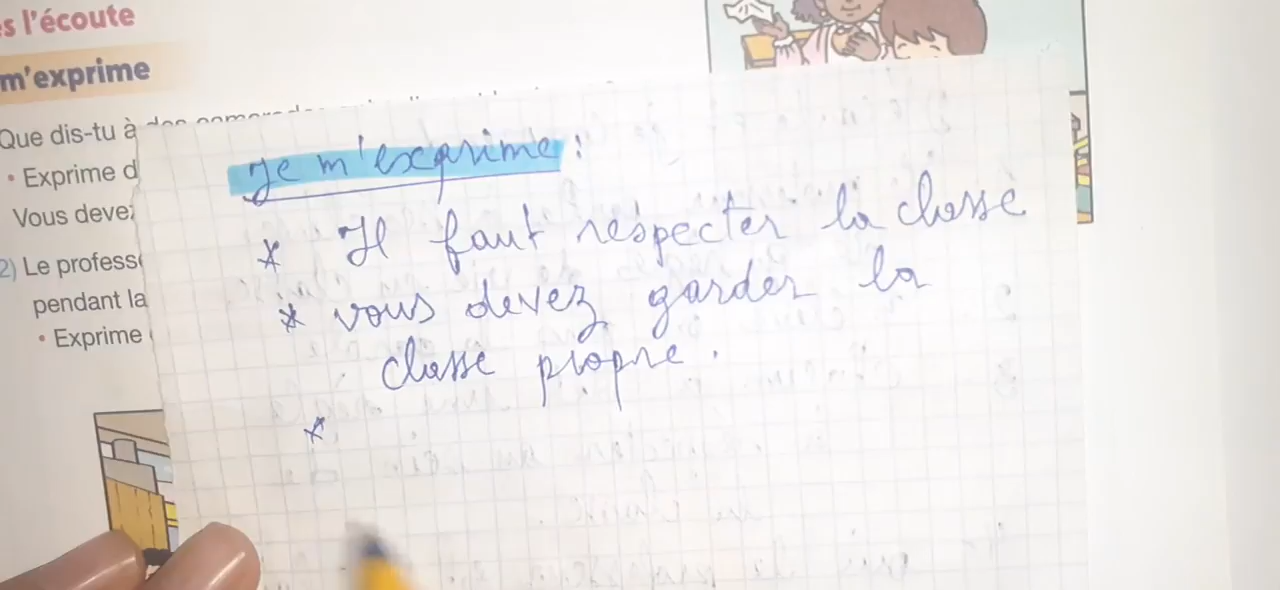 s l'écoute
m'exprime
Que dis-tu à
• Exprime d
Vous devez
2) Le profess
pendant la
• Exprime
Je m'exprime :
* Il faut respecter la classe
* vous devez garder la
classe propre.
*